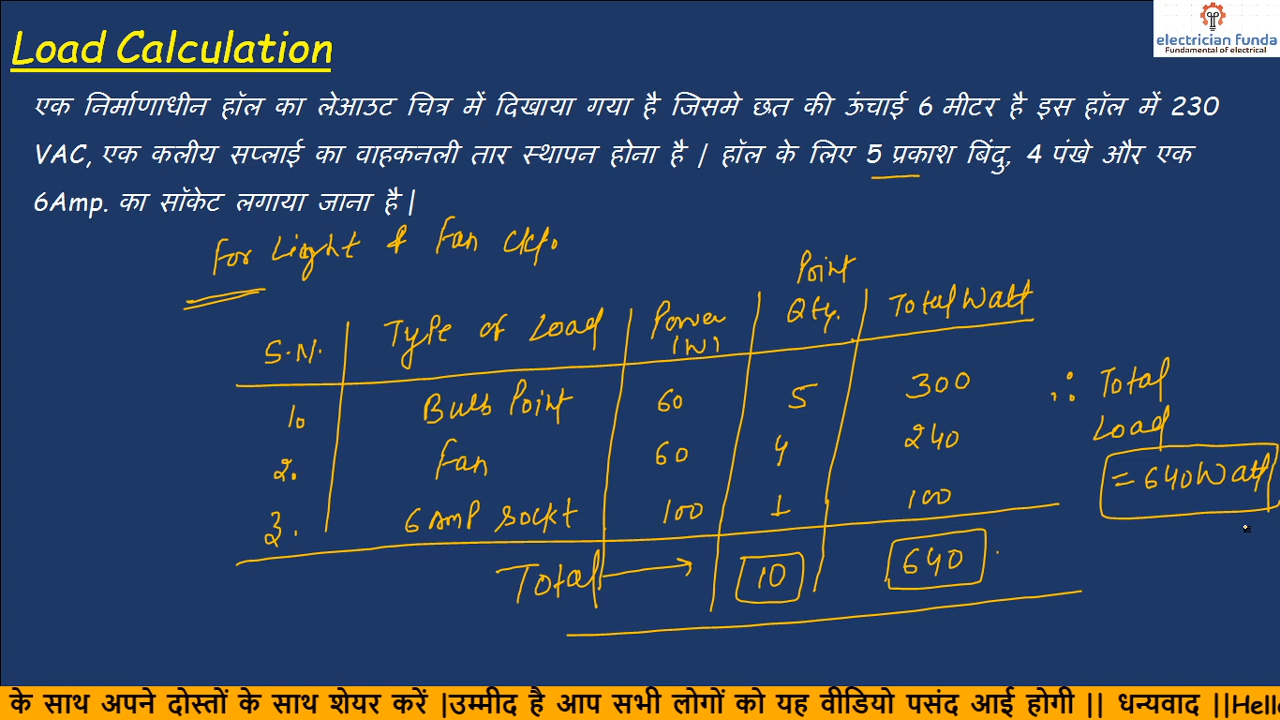 Load Calculation
electrician funda
Fundamental of electrical
एक निर्माणाधीन हॉल का लेआउट चित्र में दिखाया गया है जिसमे छत की ऊंचाई 6 मीटर है इस हॉल में 230
VAC, एक कलीय सप्लाई का वाहकनली तार स्थापन होना है | हॉल के लिए 5 प्रकाश बिंदु, 4 पंखे और एक
6Amp. का सॉकेट लगाया जाना है |
For Light & Fan Ckt.
S.N. Type of Load Power (W) Point Qty. Total Watt
1. Bulb Point 60 5 300
2. Fan 60 4 240
3. 6 Amp Sockt 100 1 100
Total → 10 640
∴ Total
Load
= 640 Watt
के साथ अपने दोस्तों के साथ शेयर करें |उम्मीद है आप सभी लोगों को यह वीडियो पसंद आई होगी || धन्यवाद ||Hell